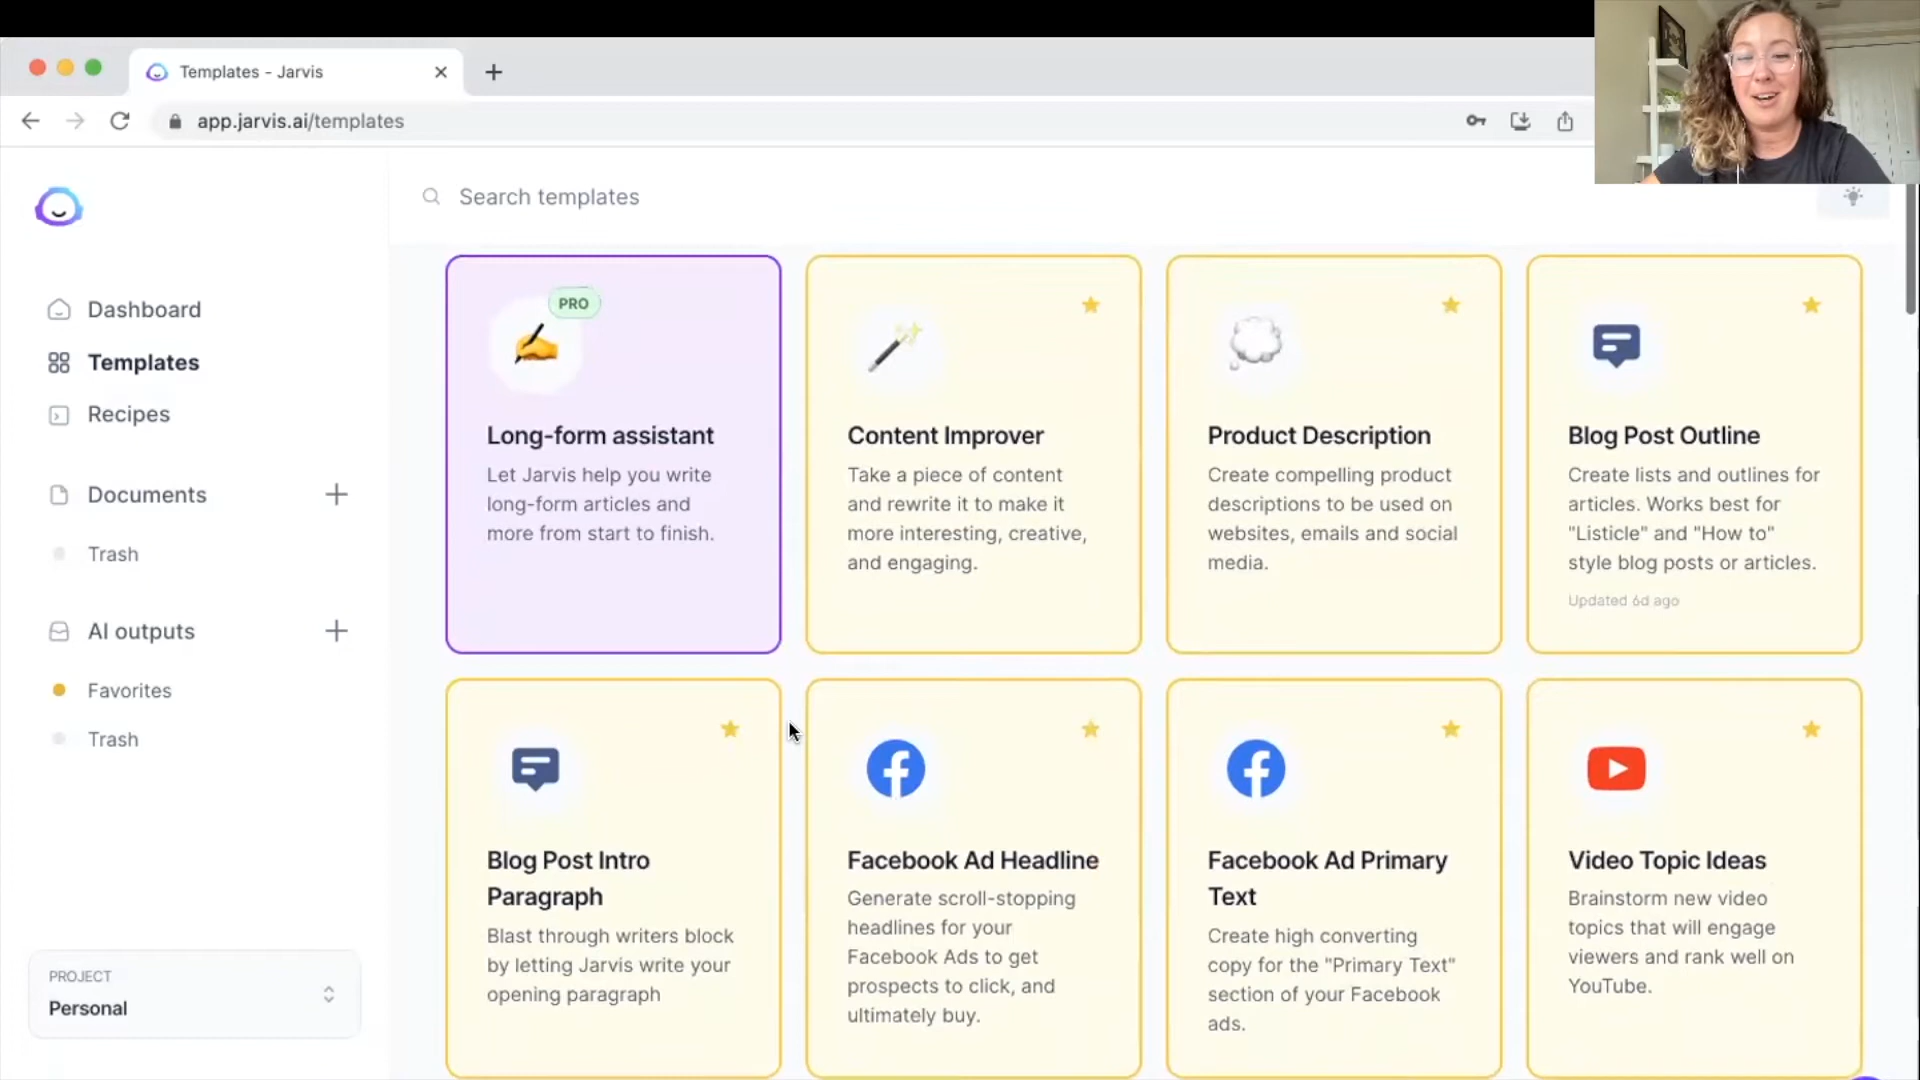 Templates - Jarvis
app.jarvis.ai/templates
Search templates
Dashboard
Templates
Recipes
Documents
Trash
AI outputs
Favorites
Trash
PROJECT
Personal
PRO
Long-form assistant
Let Jarvis help you write
long-form articles and
more from start to finish.
Content Improver
Take a piece of content
and rewrite it to make it
more interesting, creative,
and engaging.
Product Description
Create compelling product
descriptions to be used on
websites, emails and social
media.
Blog Post Outline
Create lists and outlines for
articles. Works best for
"Listicle" and "How to"
style blog posts or articles.
Updated 6d ago
Blog Post Intro
Paragraph
Blast through writers block
by letting Jarvis write your
opening paragraph
Facebook Ad Headline
Generate scroll-stopping
headlines for your
Facebook Ads to get
prospects to click, and
ultimately buy.
Facebook Ad Primary
Text
Create high converting
copy for the "Primary Text"
section of your Facebook
ads.
Video Topic Ideas
Brainstorm new video
topics that will engage
viewers and rank well on
YouTube.